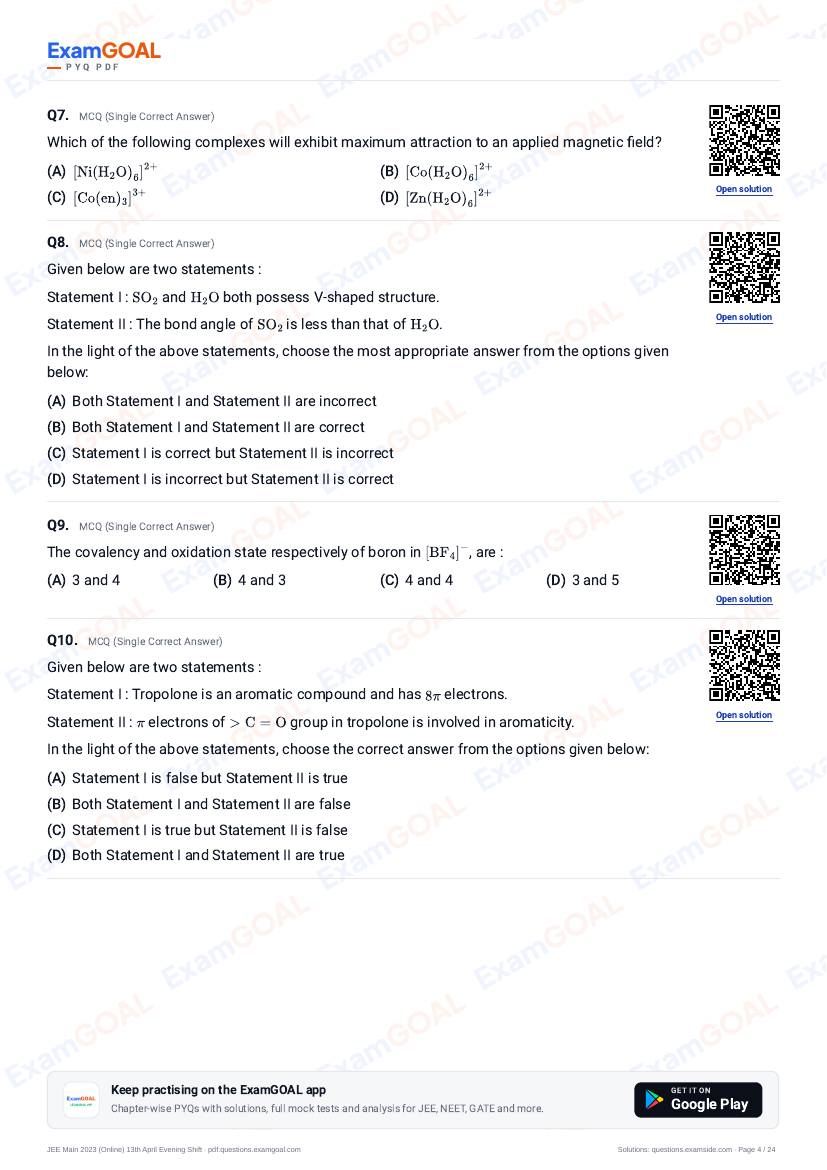 ExamGOAL
PYQ PDF
Q7. MCQ (Single Correct Answer)
Which of the following complexes will exhibit maximum attraction to an applied magnetic field?
(A) [Ni(H₂O)₆]²⁺ (B) [Co(H₂O)₆]²⁺
(C) [Co(en)₃]³⁺ (D) [Zn(H₂O)₆]²⁺
Open solution
Q8. MCQ (Single Correct Answer)
Given below are two statements :
Statement I : SO₂ and H₂O both possess V-shaped structure.
Statement II : The bond angle of SO₂ is less than that of H₂O.
In the light of the above statements, choose the most appropriate answer from the options given
below:
(A) Both Statement I and Statement II are incorrect
(B) Both Statement I and Statement II are correct
(C) Statement I is correct but Statement II is incorrect
(D) Statement I is incorrect but Statement II is correct
Open solution
Q9. MCQ (Single Correct Answer)
The covalency and oxidation state respectively of boron in [BF₄]⁻, are :
(A) 3 and 4 (B) 4 and 3 (C) 4 and 4 (D) 3 and 5
Open solution
Q10. MCQ (Single Correct Answer)
Given below are two statements :
Statement I : Tropolone is an aromatic compound and has 8π electrons.
Statement II : π electrons of > C = O group in tropolone is involved in aromaticity.
In the light of the above statements, choose the correct answer from the options given below:
(A) Statement I is false but Statement II is true
(B) Both Statement I and Statement II are false
(C) Statement I is true but Statement II is false
(D) Both Statement I and Statement II are true
Open solution
ExamGOAL
Keep practising on the ExamGOAL app
Chapter-wise PYQs with solutions, full mock tests and analysis for JEE, NEET, GATE and more.
GET IT ON
Google Play
JEE Main 2023 (Online) 13th April Evening Shift · pdf.questions.examgoal.com
Solutions: questions.examside.com · Page 4 / 24